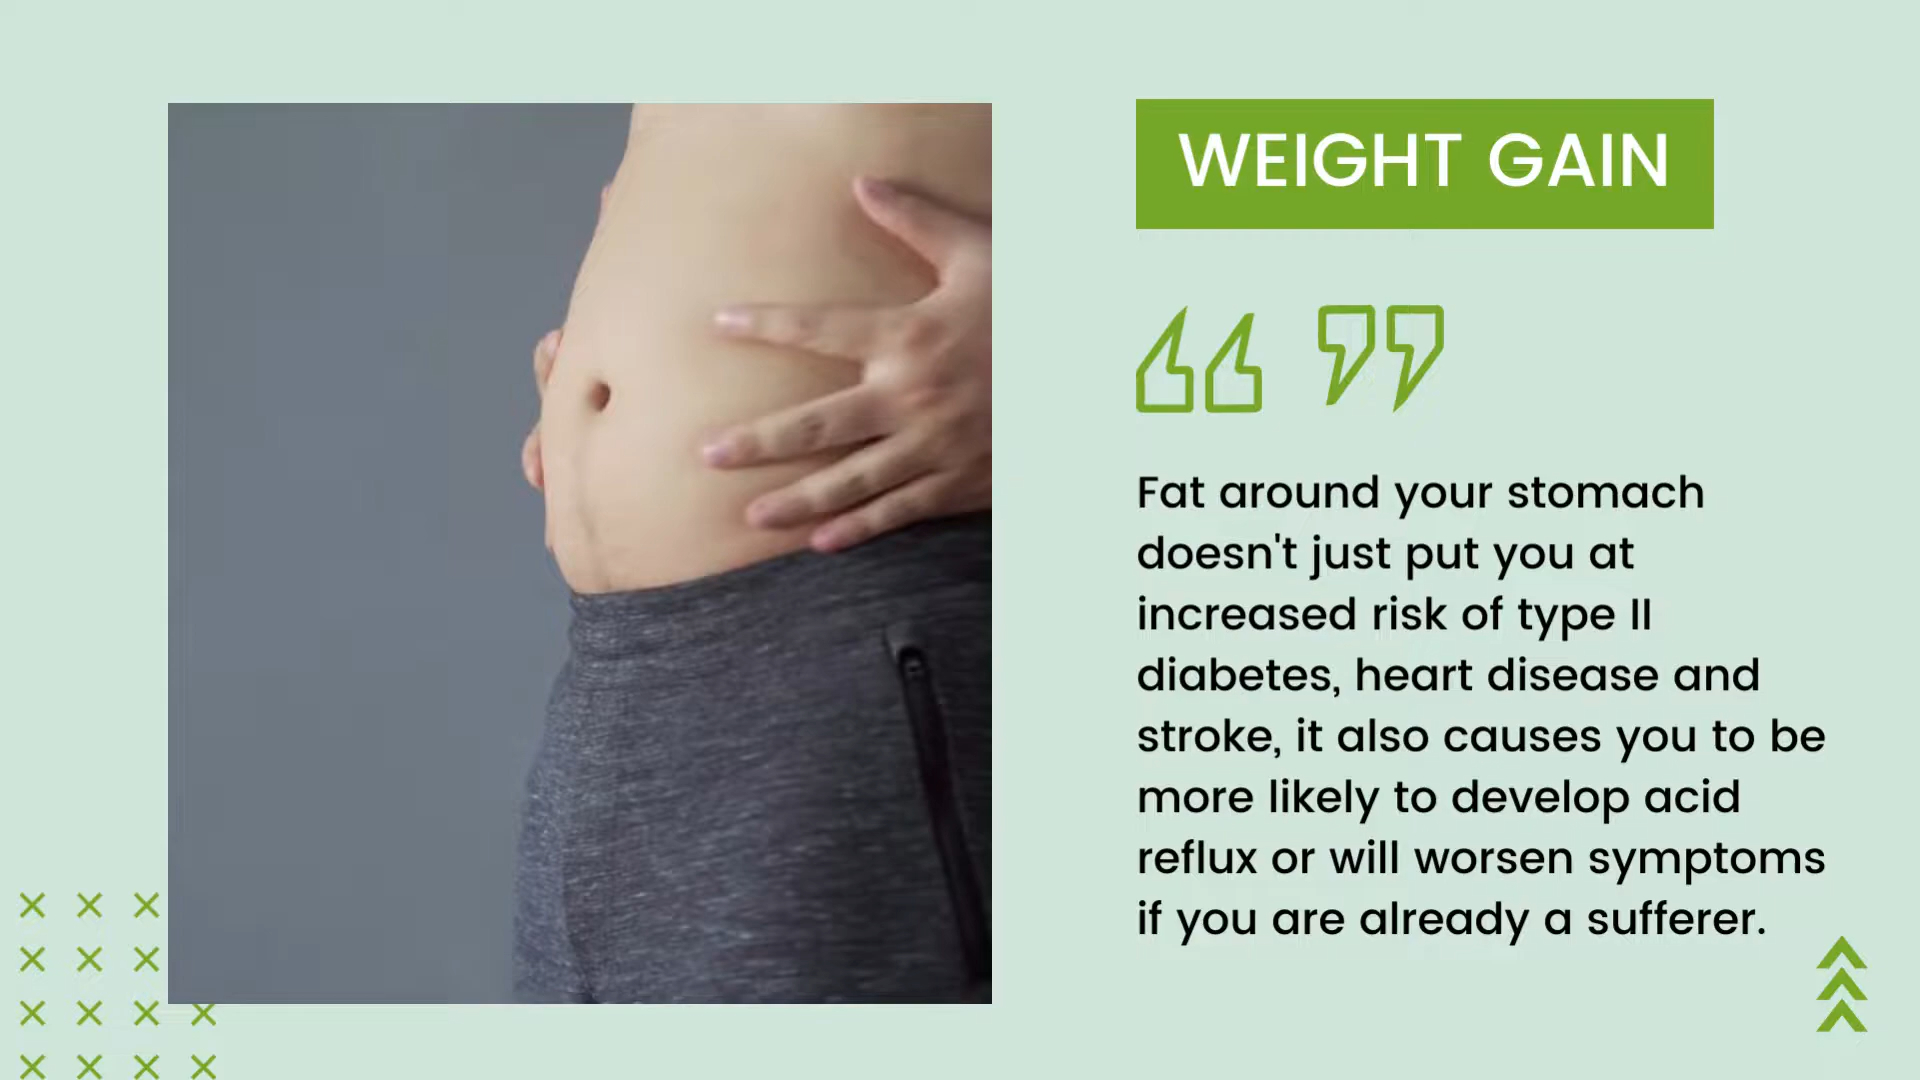 WEIGHT GAIN
Fat around your stomach
doesn't just put you at
increased risk of type II
diabetes, heart disease and
stroke, it also causes you to be
more likely to develop acid
reflux or will worsen symptoms
if you are already a sufferer.